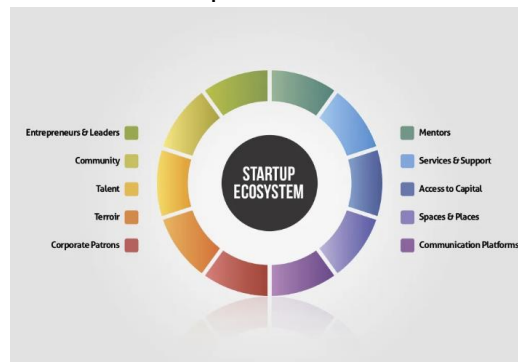 STARTUP
ECOSYSTEM
Entrepreneurs & Leaders
Community
Talent
Terroir
Corporate Patrons
Mentors
Services & Support
Access to Capital
Spaces & Places
Communication Platforms